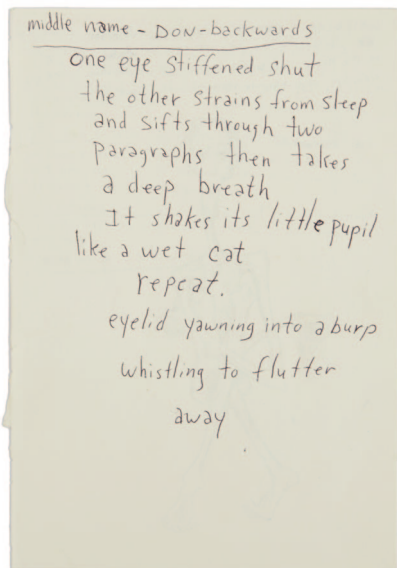 middle name - DON-backwards
one eye stiffened shut
the other strains from sleep
and sifts through two
paragraphs then takes
a deep breath
It shakes its little pupil
like a wet cat
repeat.
eyelid yawning into a burp
whistling to flutter
away